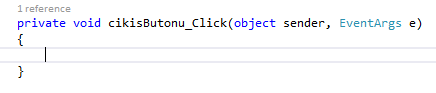 1 reference
private void cikisButonu_Click(object sender, EventArgs e)
{
}